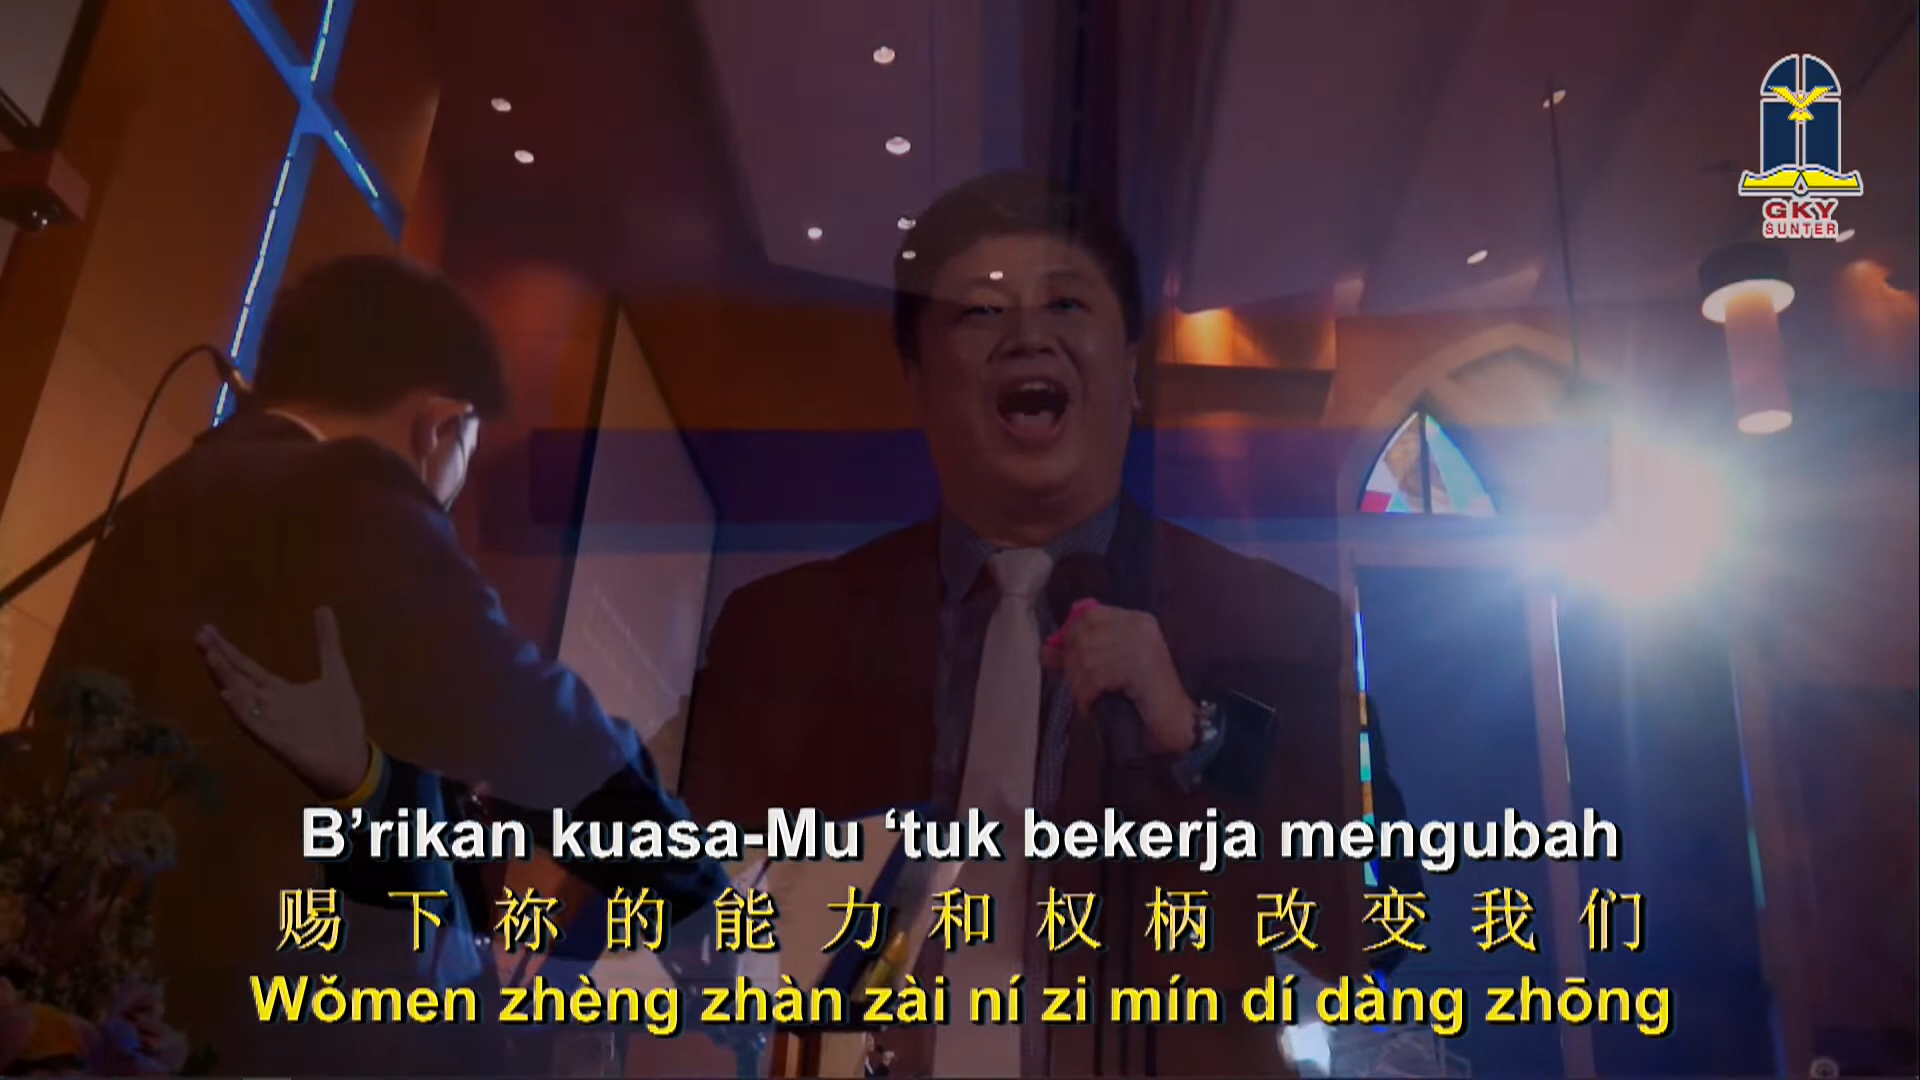 GKY
SUNTER
B’rikan kuasa-Mu ‘tuk bekerja mengubah
赐下祢的能力和权柄改变我们
Wǒmen zhèng zhàn zài ní zi mín dí dàng zhōng